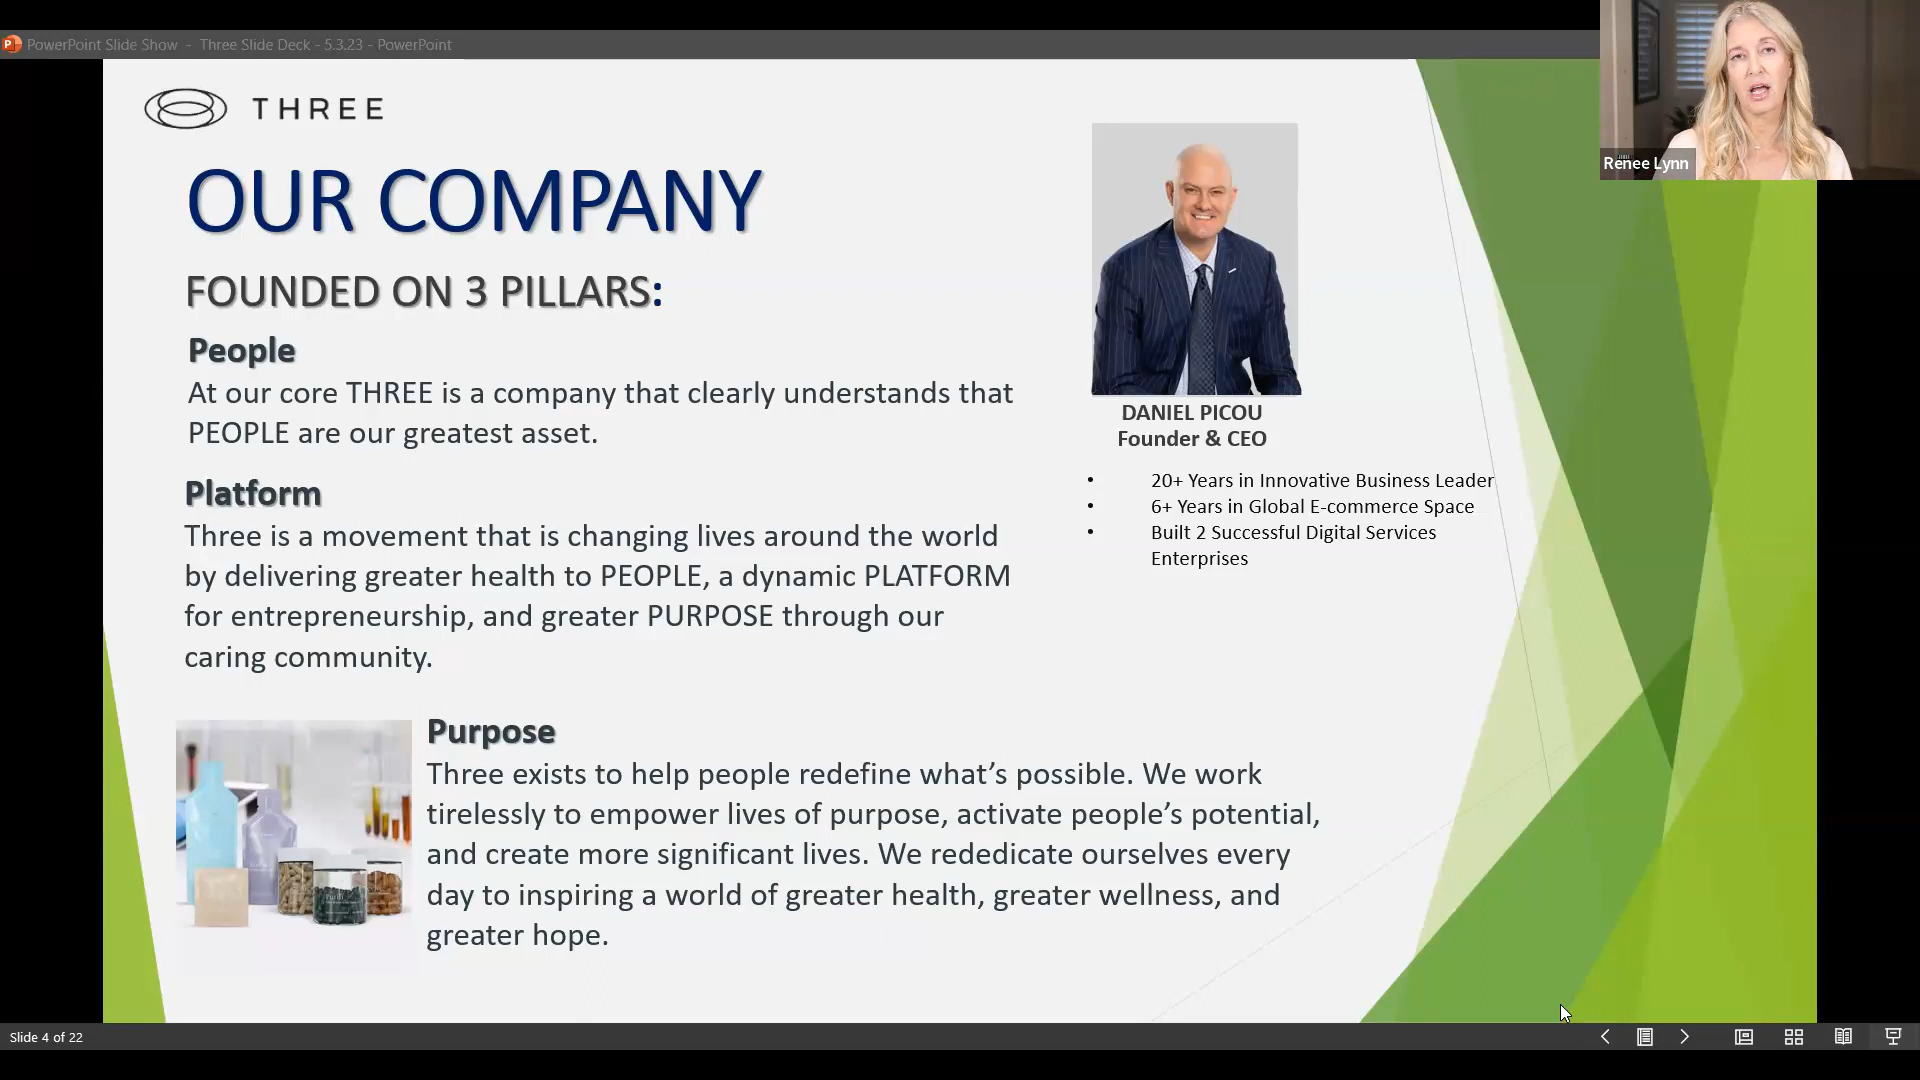 PowerPoint Slide Show - Three Slide Deck - 5.3.23 - PowerPoint
Renee Lynn
THREE
OUR COMPANY
FOUNDED ON 3 PILLARS:
People
At our core THREE is a company that clearly understands that
PEOPLE are our greatest asset.
Platform
Three is a movement that is changing lives around the world
by delivering greater health to PEOPLE, a dynamic PLATFORM
for entrepreneurship, and greater PURPOSE through our
caring community.
DANIEL PICOU
Founder & CEO
• 20+ Years in Innovative Business Leader
• 6+ Years in Global E-commerce Space
• Built 2 Successful Digital Services
Enterprises
Purpose
Three exists to help people redefine what’s possible. We work
tirelessly to empower lives of purpose, activate people’s potential,
and create more significant lives. We rededicate ourselves every
day to inspiring a world of greater health, greater wellness, and
greater hope.
Slide 4 of 22